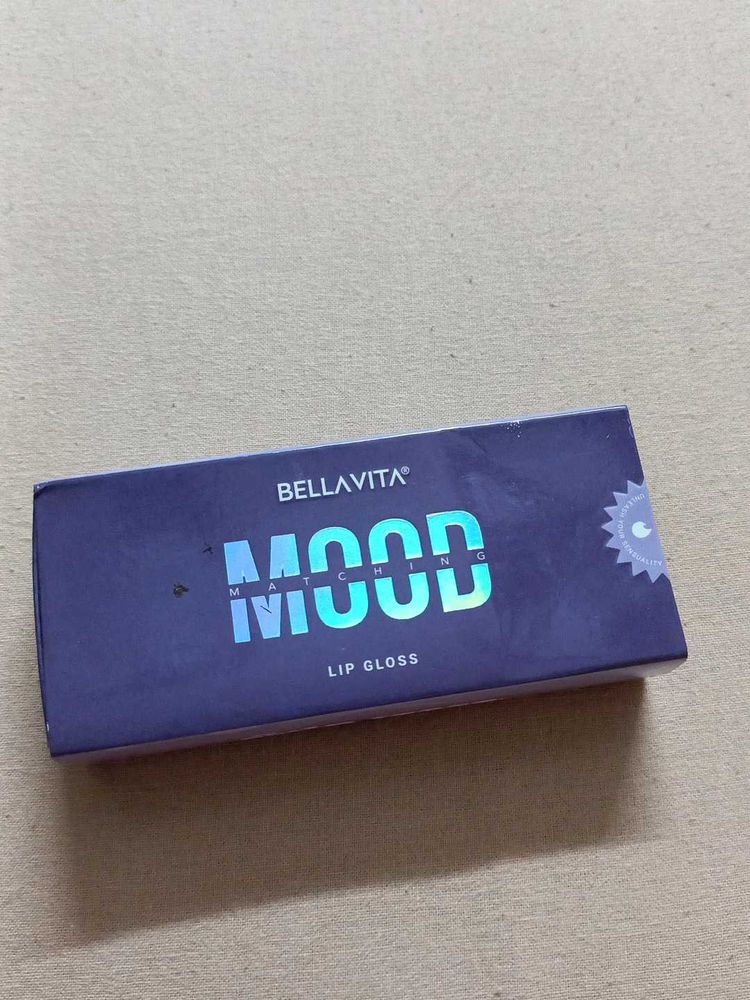 BELLAVITA®
MOOD
MATCHING
LIP GLOSS
UNLEASH YOUR SENSUALITY